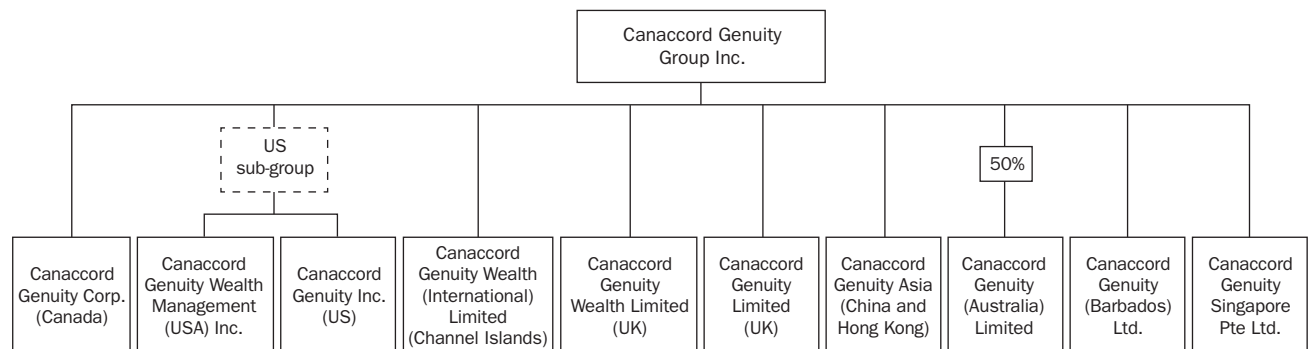 Canaccord Genuity
Group Inc.
US
sub-group
50%
Canaccord
Genuity Corp.
(Canada)
Canaccord
Genuity Wealth
Management
(USA) Inc.
Canaccord
Genuity Inc.
(US)
Canaccord
Genuity Wealth
(International)
Limited
(Channel Islands)
Canaccord
Genuity
Wealth Limited
(UK)
Canaccord
Genuity
Limited
(UK)
Canaccord
Genuity Asia
(China and
Hong Kong)
Canaccord
Genuity
(Australia)
Limited
Canaccord
Genuity
(Barbados)
Ltd.
Canaccord
Genuity
Singapore
Pte Ltd.